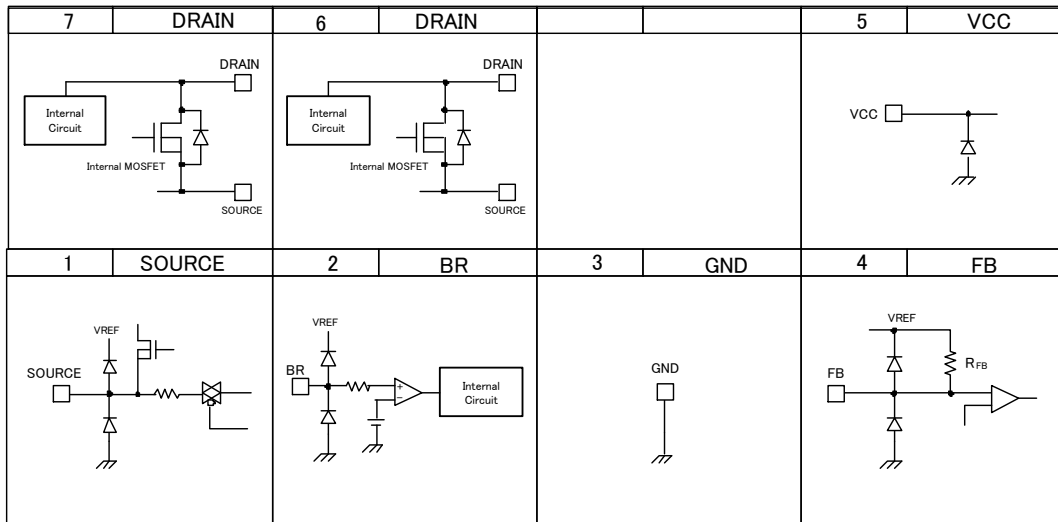 7 DRAIN 6 DRAIN 5 VCC
DRAIN
Internal
Circuit
Internal MOSFET
SOURCE
DRAIN
Internal
Circuit
Internal MOSFET
SOURCE
VCC
1 SOURCE 2 BR 3 GND 4 FB
VREF
SOURCE
VREF
BR
+
−
Internal
Circuit
GND
VREF
RFB
FB